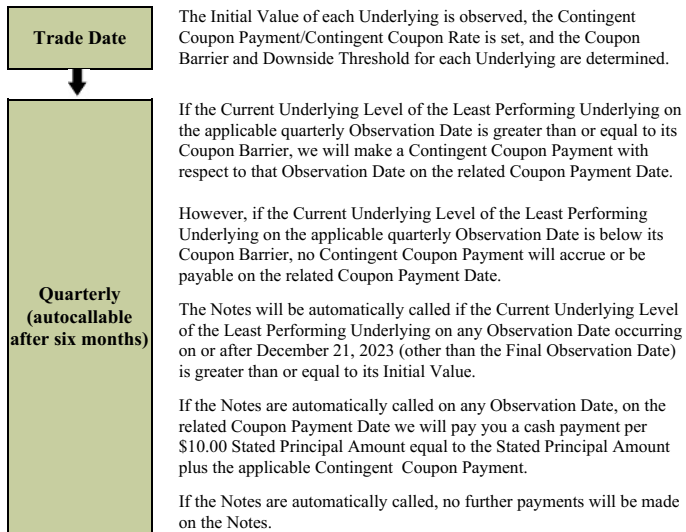 Trade Date
The Initial Value of each Underlying is observed, the Contingent
Coupon Payment/Contingent Coupon Rate is set, and the Coupon
Barrier and Downside Threshold for each Underlying are determined.
Quarterly
(autocallable
after six months)
If the Current Underlying Level of the Least Performing Underlying on
the applicable quarterly Observation Date is greater than or equal to its
Coupon Barrier, we will make a Contingent Coupon Payment with
respect to that Observation Date on the related Coupon Payment Date.
However, if the Current Underlying Level of the Least Performing
Underlying on the applicable quarterly Observation Date is below its
Coupon Barrier, no Contingent Coupon Payment will accrue or be
payable on the related Coupon Payment Date.
The Notes will be automatically called if the Current Underlying Level
of the Least Performing Underlying on any Observation Date occurring
on or after December 21, 2023 (other than the Final Observation Date)
is greater than or equal to its Initial Value.
If the Notes are automatically called on any Observation Date, on the
related Coupon Payment Date we will pay you a cash payment per
$10.00 Stated Principal Amount equal to the Stated Principal Amount
plus the applicable Contingent Coupon Payment.
If the Notes are automatically called, no further payments will be made
on the Notes.